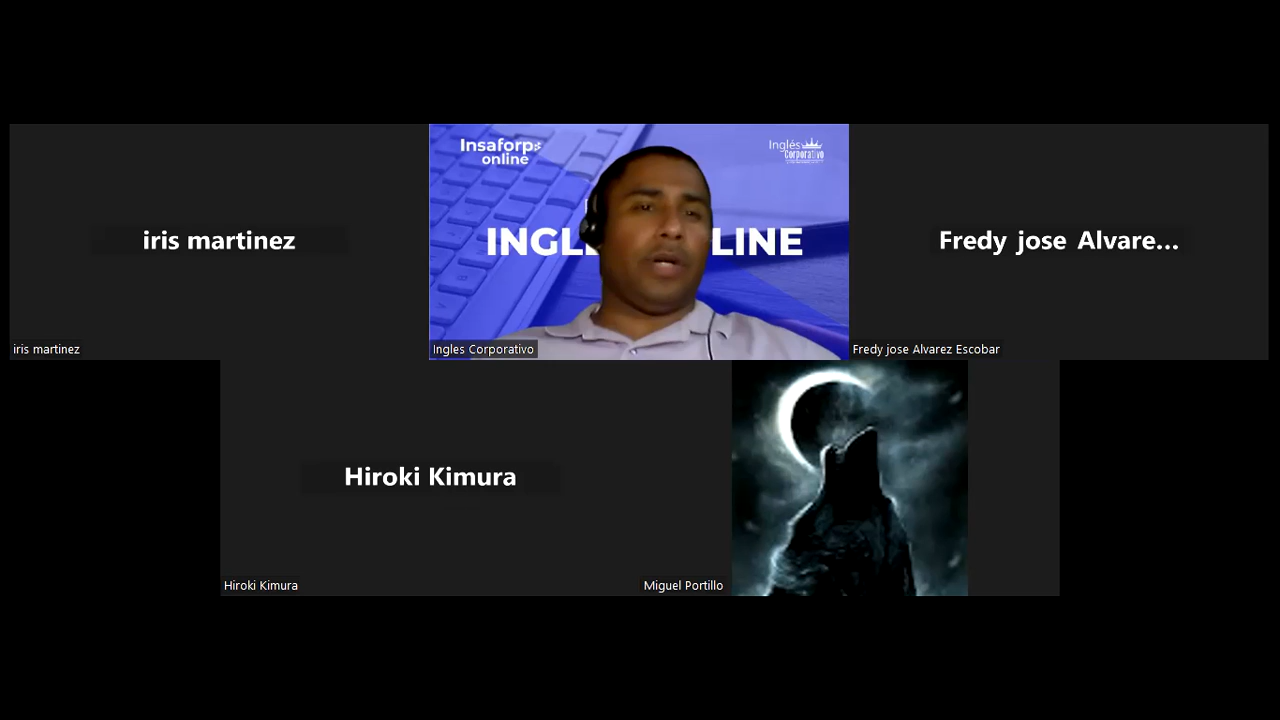 Insaforp
online
Inglés
Corporativo
iris martinez
INGL LINE
Fredy jose Alvare...
iris martinez
Ingles Corporativo
Fredy jose Alvarez Escobar
Hiroki Kimura
Hiroki Kimura
Miguel Portillo